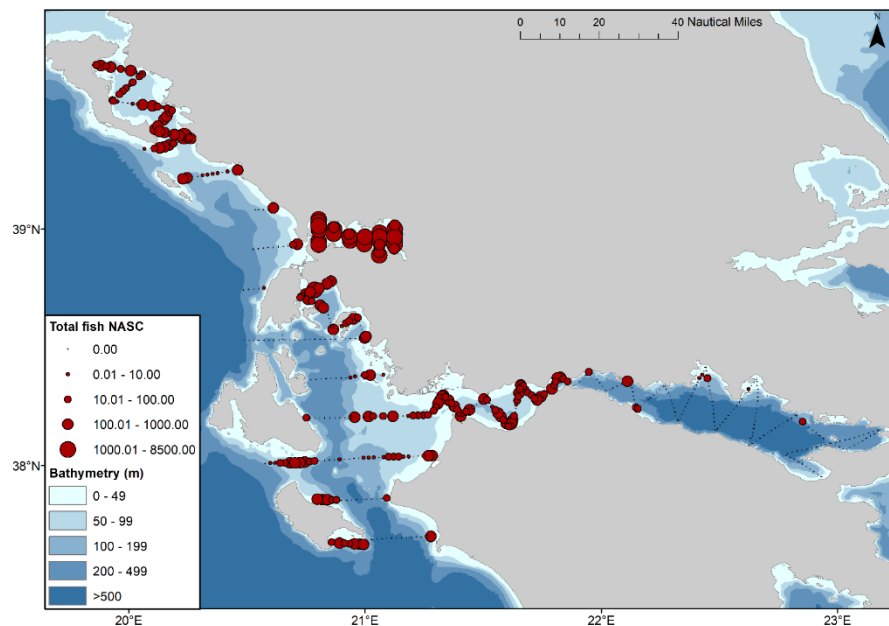 N
0 10 20 40 Nautical Miles
39°N
38°N
Total fish NASC
0.00
0.01 - 10.00
10.01 - 100.00
100.01 - 1000.00
1000.01 - 8500.00
Bathymetry (m)
0 - 49
50 - 99
100 - 199
200 - 499
>500
20°E 21°E 22°E 23°E